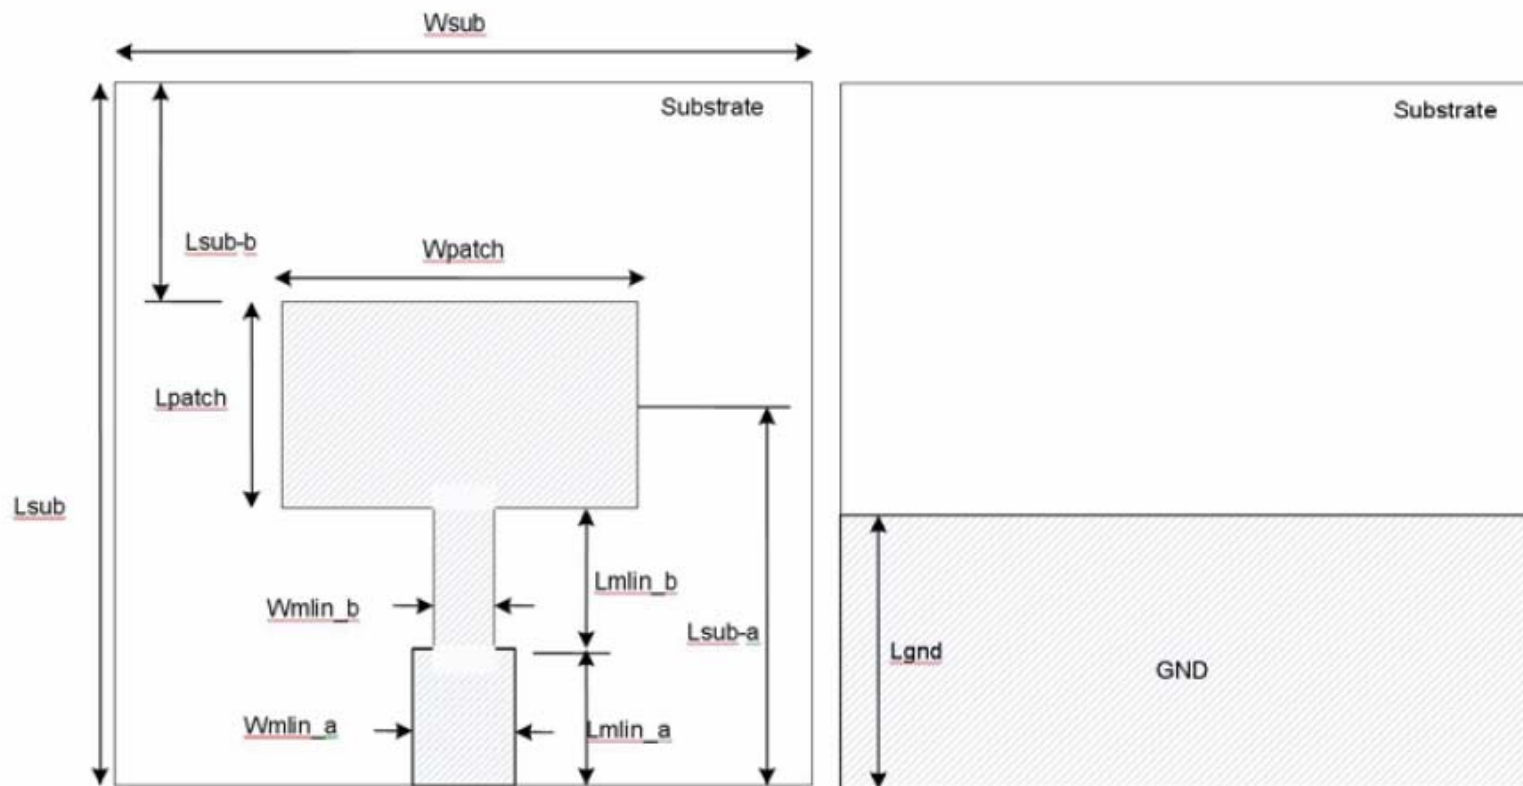 Wsub
Substrate
Substrate
Lsub-b
Wpatch
Lpatch
Lsub
Lmlin_b
Wmlin_b
Lsub-a
Lgnd
GND
Wmlin_a
Lmlin_a